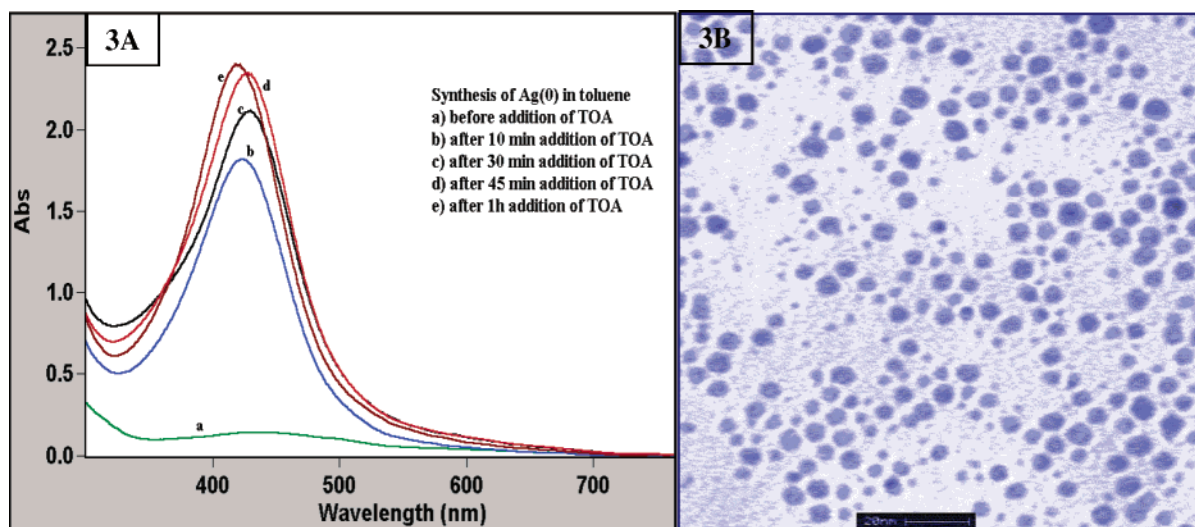 3A
3B
2.5
2.0
1.5
1.0
0.5
0.0
Abs
e
d
c
b
a
Synthesis of Ag(0) in toluene
a) before addition of TOA
b) after 10 min addition of TOA
c) after 30 min addition of TOA
d) after 45 min addition of TOA
e) after 1h addition of TOA
400 500 600 700
Wavelength (nm)
20nm